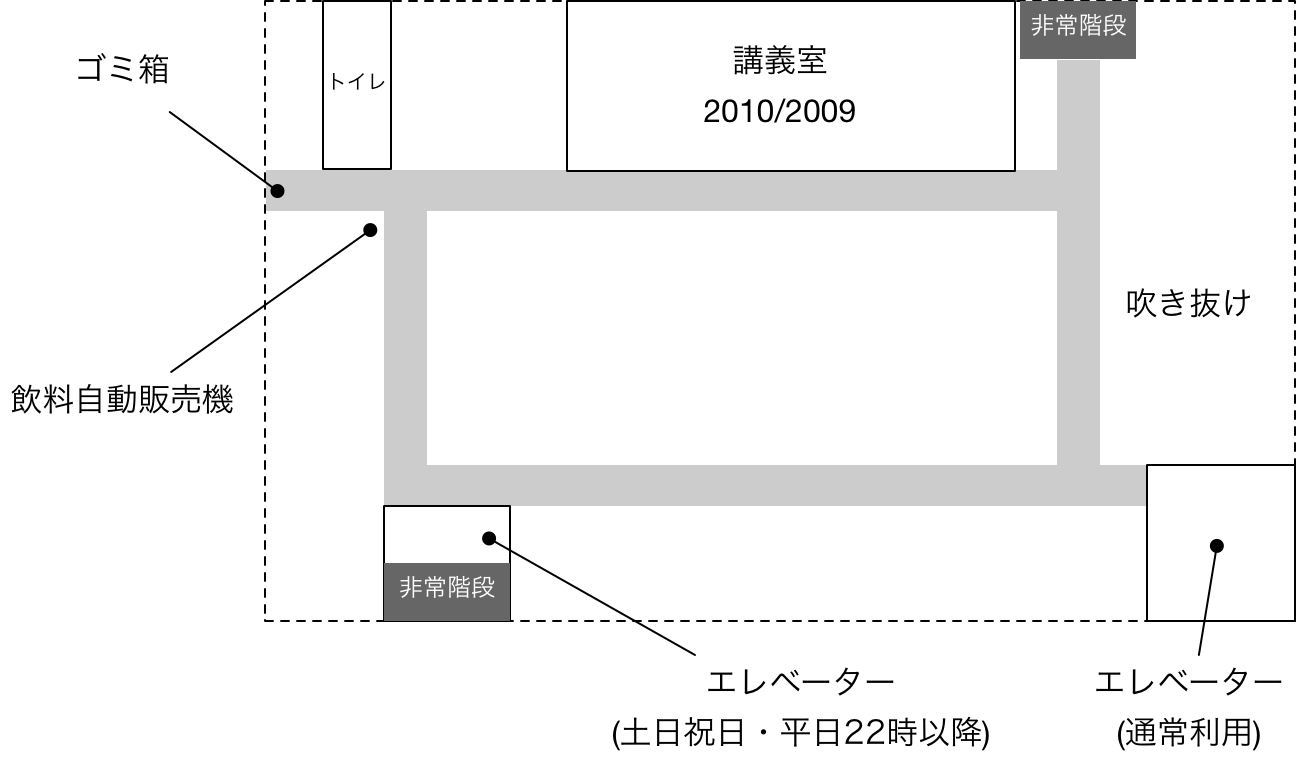 非常階段
ゴミ箱
トイレ
講義室
2010/2009
吹き抜け
飲料自動販売機
非常階段
エレベーター
(土日祝日・平日22時以降)
エレベーター
(通常利用)